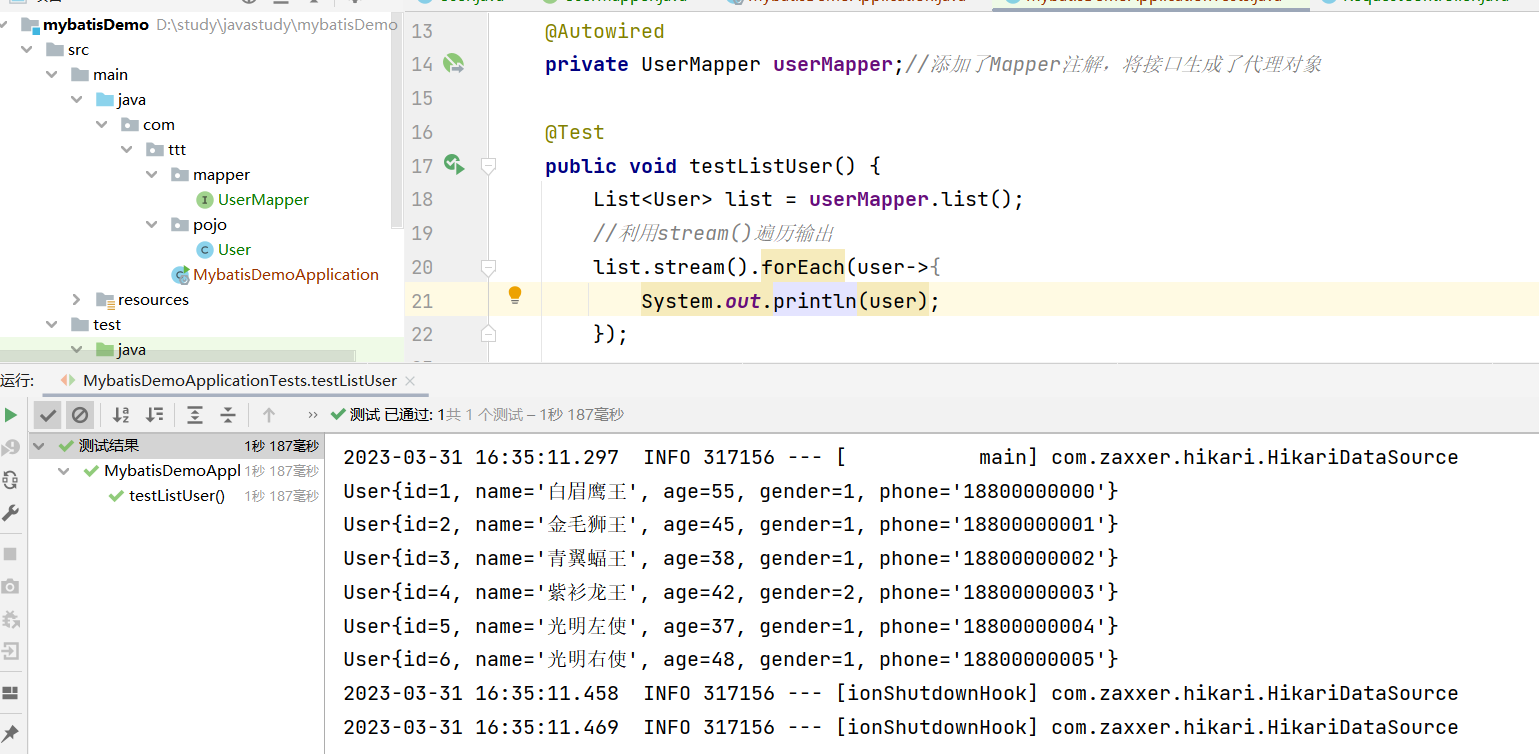 mybatisDemo D:\study\javastudy\mybatisDemo
src
main
java
com
ttt
mapper
UserMapper
pojo
User
MybatisDemoApplication
resources
test
java
13 @Autowired
14 private UserMapper userMapper;//添加了Mapper注解，将接口生成了代理对象
15
16 @Test
17 public void testListUser() {
18 List<User> list = userMapper.list();
19 //利用stream()遍历输出
20 list.stream().forEach(user->{
21 System.out.println(user);
22 });
运行: MybatisDemoApplicationTests.testListUser
测试 已通过: 1共 1 个测试 – 1秒 187毫秒
测试结果 1秒 187毫秒
MybatisDemoAppl 1秒 187毫秒
testListUser() 1秒 187毫秒
2023-03-31 16:35:11.297  INFO 317156 --- [           main] com.zaxxer.hikari.HikariDataSource
User{id=1, name='白眉鹰王', age=55, gender=1, phone='18800000000'}
User{id=2, name='金毛狮王', age=45, gender=1, phone='18800000001'}
User{id=3, name='青翼蝠王', age=38, gender=1, phone='18800000002'}
User{id=4, name='紫衫龙王', age=42, gender=2, phone='18800000003'}
User{id=5, name='光明左使', age=37, gender=1, phone='18800000004'}
User{id=6, name='光明右使', age=48, gender=1, phone='18800000005'}
2023-03-31 16:35:11.458  INFO 317156 --- [ionShutdownHook] com.zaxxer.hikari.HikariDataSource
2023-03-31 16:35:11.469  INFO 317156 --- [ionShutdownHook] com.zaxxer.hikari.HikariDataSource